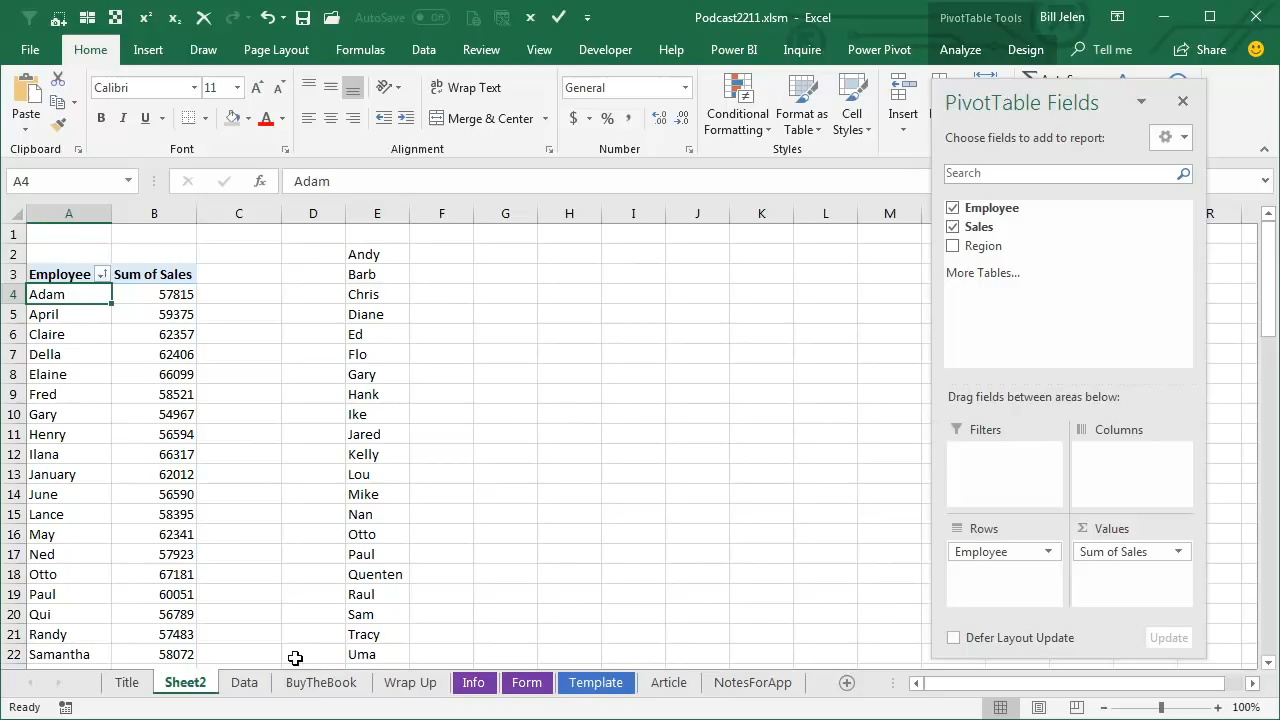 AutoSave Off Podcast2211.xlsm - Excel PivotTable Tools Bill Jelen
File Home Insert Draw Page Layout Formulas Data Review View Developer Help Power BI Inquire Power Pivot Analyze Design Tell me Share
Paste Calibri 11 Wrap Text General Conditional Formatting Format as Table Cell Styles Insert
B I U Merge & Center $ % ,
Clipboard Font Alignment Number Styles
A4 fx Adam
A B C D E F G H I J K L M R
1
2 Andy
3 Employee Sum of Sales Barb
4 Adam 57815 Chris
5 April 59375 Diane
6 Claire 62357 Ed
7 Della 62406 Flo
8 Elaine 66099 Gary
9 Fred 58521 Hank
10 Gary 54967 Ike
11 Henry 56594 Jared
12 Ilana 66317 Kelly
13 January 62012 Lou
14 June 56590 Mike
15 Lance 58395 Nan
16 May 62341 Otto
17 Ned 57923 Paul
18 Otto 67181 Quenten
19 Paul 60051 Raul
20 Qui 56789 Sam
21 Randy 57483 Tracy
22 Samantha 58072 Uma
PivotTable Fields
Choose fields to add to report:
Search
Employee
Sales
Region
More Tables...
Drag fields between areas below:
Filters Columns
Rows Σ Values
Employee Sum of Sales
Defer Layout Update Update
Title Sheet2 Data BuyTheBook Wrap Up Info Form Template Article NotesForApp
Ready 100%